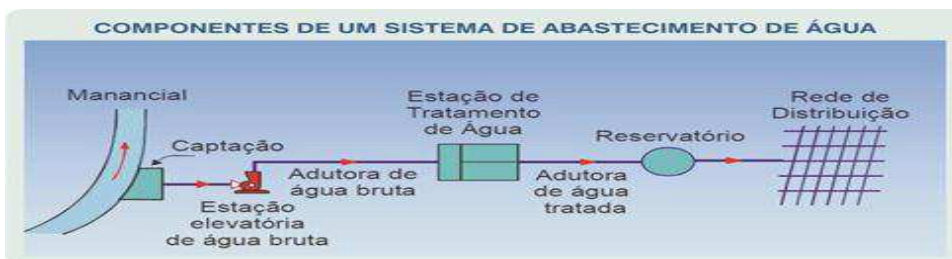 COMPONENTES DE UM SISTEMA DE ABASTECIMENTO DE ÁGUA
Manancial
Captação
Estação
elevatória
de água bruta
Adutora de
água bruta
Estação de
Tratamento
de Água
Adutora
de água
tratada
Reservatório
Rede de
Distribuição